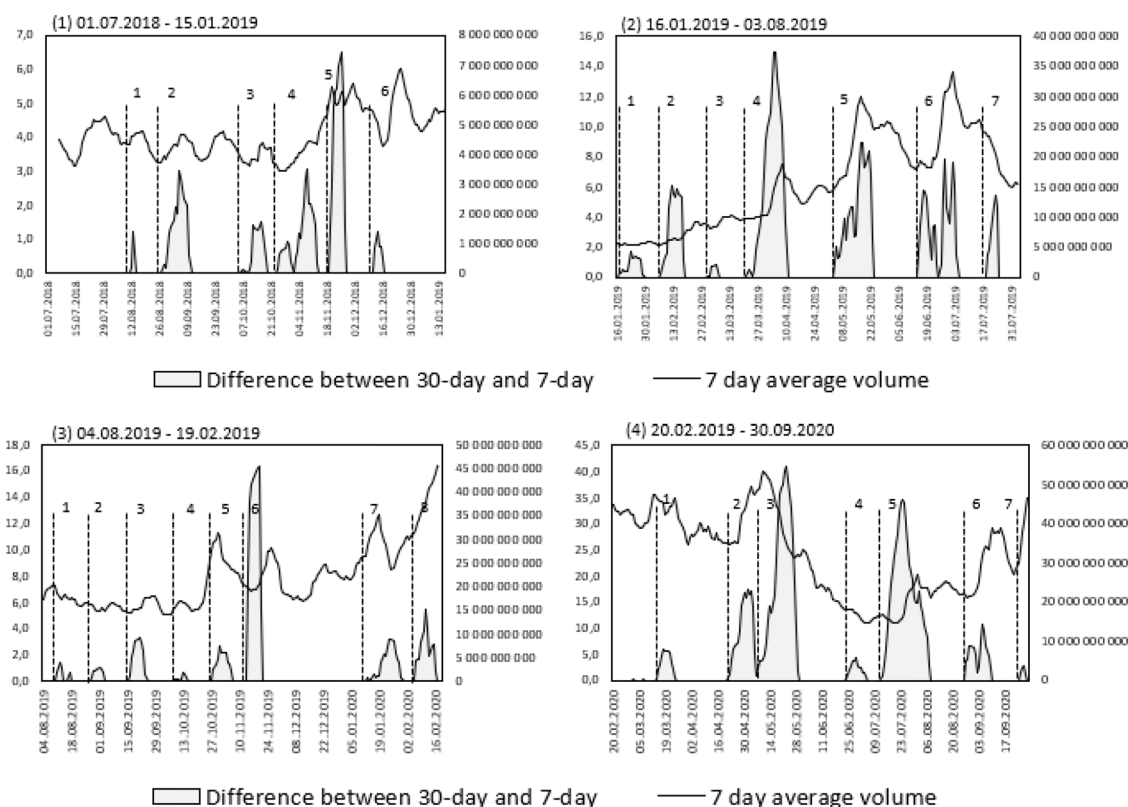 (1) 01.07.2018 - 15.01.2019
7,0
6,0
5,0
4,0
3,0
2,0
1,0
0,0
8 000 000 000
7 000 000 000
6 000 000 000
5 000 000 000
4 000 000 000
3 000 000 000
2 000 000 000
1 000 000 000
0
1 2 3 4 5 6
01.07.2018
15.07.2018
29.07.2018
12.08.2018
26.08.2018
09.09.2018
23.09.2018
07.10.2018
21.10.2018
04.11.2018
18.11.2018
02.12.2018
16.12.2018
30.12.2018
13.01.2019
(2) 16.01.2019 - 03.08.2019
16,0
14,0
12,0
10,0
8,0
6,0
4,0
2,0
0,0
40 000 000 000
35 000 000 000
30 000 000 000
25 000 000 000
20 000 000 000
15 000 000 000
10 000 000 000
5 000 000 000
0
1 2 3 4 5 6 7
16.01.2019
30.01.2019
13.02.2019
27.02.2019
13.03.2019
27.03.2019
10.04.2019
24.04.2019
08.05.2019
22.05.2019
05.06.2019
19.06.2019
03.07.2019
17.07.2019
31.07.2019
Difference between 30-day and 7-day 7 day average volume
(3) 04.08.2019 - 19.02.2019
18,0
16,0
14,0
12,0
10,0
8,0
6,0
4,0
2,0
0,0
50 000 000 000
45 000 000 000
40 000 000 000
35 000 000 000
30 000 000 000
25 000 000 000
20 000 000 000
15 000 000 000
10 000 000 000
5 000 000 000
0
1 2 3 4 5 6 7 8
04.08.2019
18.08.2019
01.09.2019
15.09.2019
29.09.2019
13.10.2019
27.10.2019
10.11.2019
24.11.2019
08.12.2019
22.12.2019
05.01.2020
19.01.2020
02.02.2020
16.02.2020
(4) 20.02.2019 - 30.09.2020
45,0
40,0
35,0
30,0
25,0
20,0
15,0
10,0
5,0
0,0
60 000 000 000
50 000 000 000
40 000 000 000
30 000 000 000
20 000 000 000
10 000 000 000
0
1 2 3 4 5 6 7
20.02.2020
05.03.2020
19.03.2020
02.04.2020
16.04.2020
30.04.2020
14.05.2020
28.05.2020
11.06.2020
25.06.2020
09.07.2020
23.07.2020
06.08.2020
20.08.2020
03.09.2020
17.09.2020
Difference between 30-day and 7-day 7 day average volume